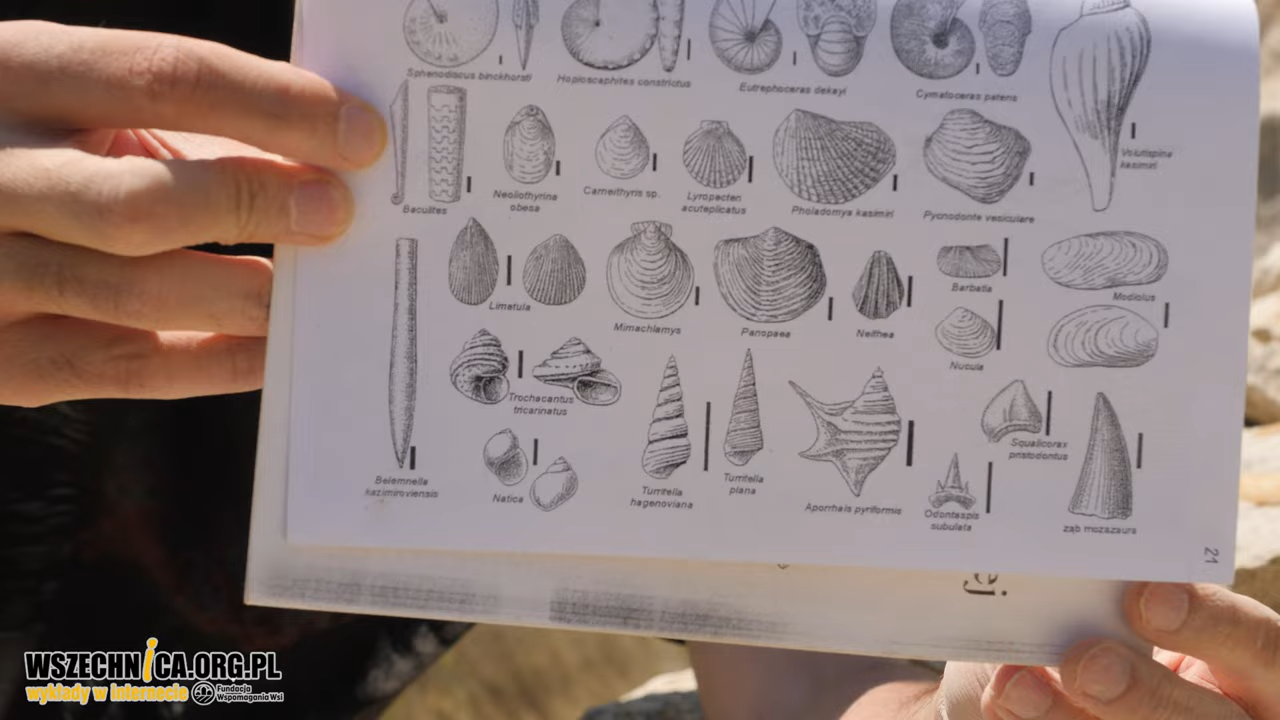 Sphenodiscus binckhorsti
Hoploscaphites constrictus
Eutrephoceras dekayi
Cymatoceras patens
Volutispina
kasimiri
Baculites
Neoliothyrina
obesa
Carneithyris sp.
Lyropecten
acuteplicatus
Pholadomya kasimiri
Pycnodonte vesiculare
Limatula
Mimachlamys
Panopaea
Neithea
Barbatia
Nucula
Modiolus
Trochacantus
tricarinatus
Belemnella
kazimiroviensis
Natica
Turritella
hagenoviana
Turritella
plana
Aporrhais pyriformis
Squalicorax
pristodontus
Odontaspis
subulata
ząb mozazaura
21
ej
WSZECHNiCA.ORG.PL
wykłady w internecie
Fundacja
Wspomagania Wsi